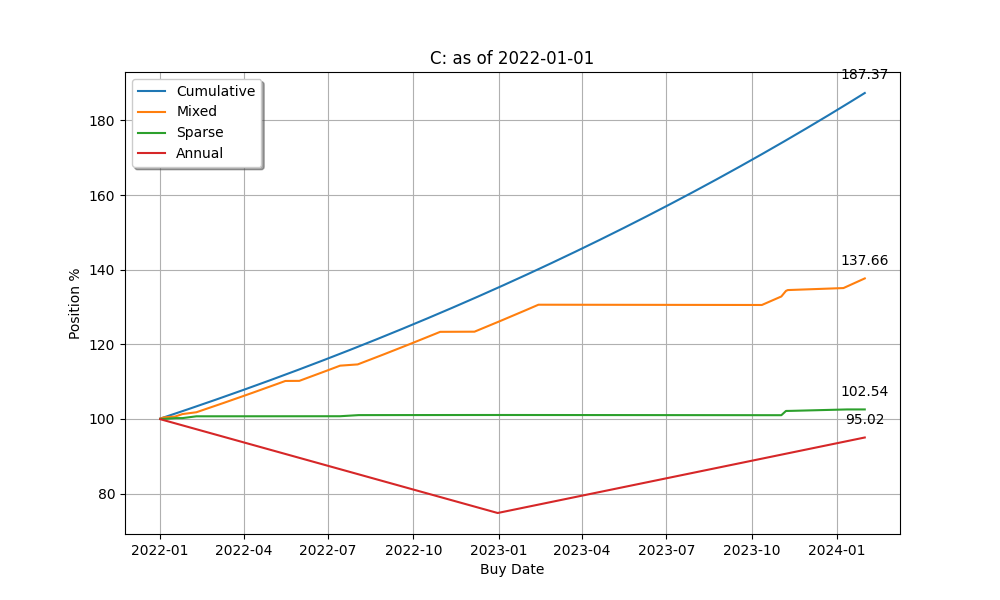 C: as of 2022-01-01
187.37
Cumulative
Mixed
Sparse
Annual
180
160
140
120
100
80
137.66
102.54
95.02
Position %
2022-01 2022-04 2022-07 2022-10 2023-01 2023-04 2023-07 2023-10 2024-01
Buy Date